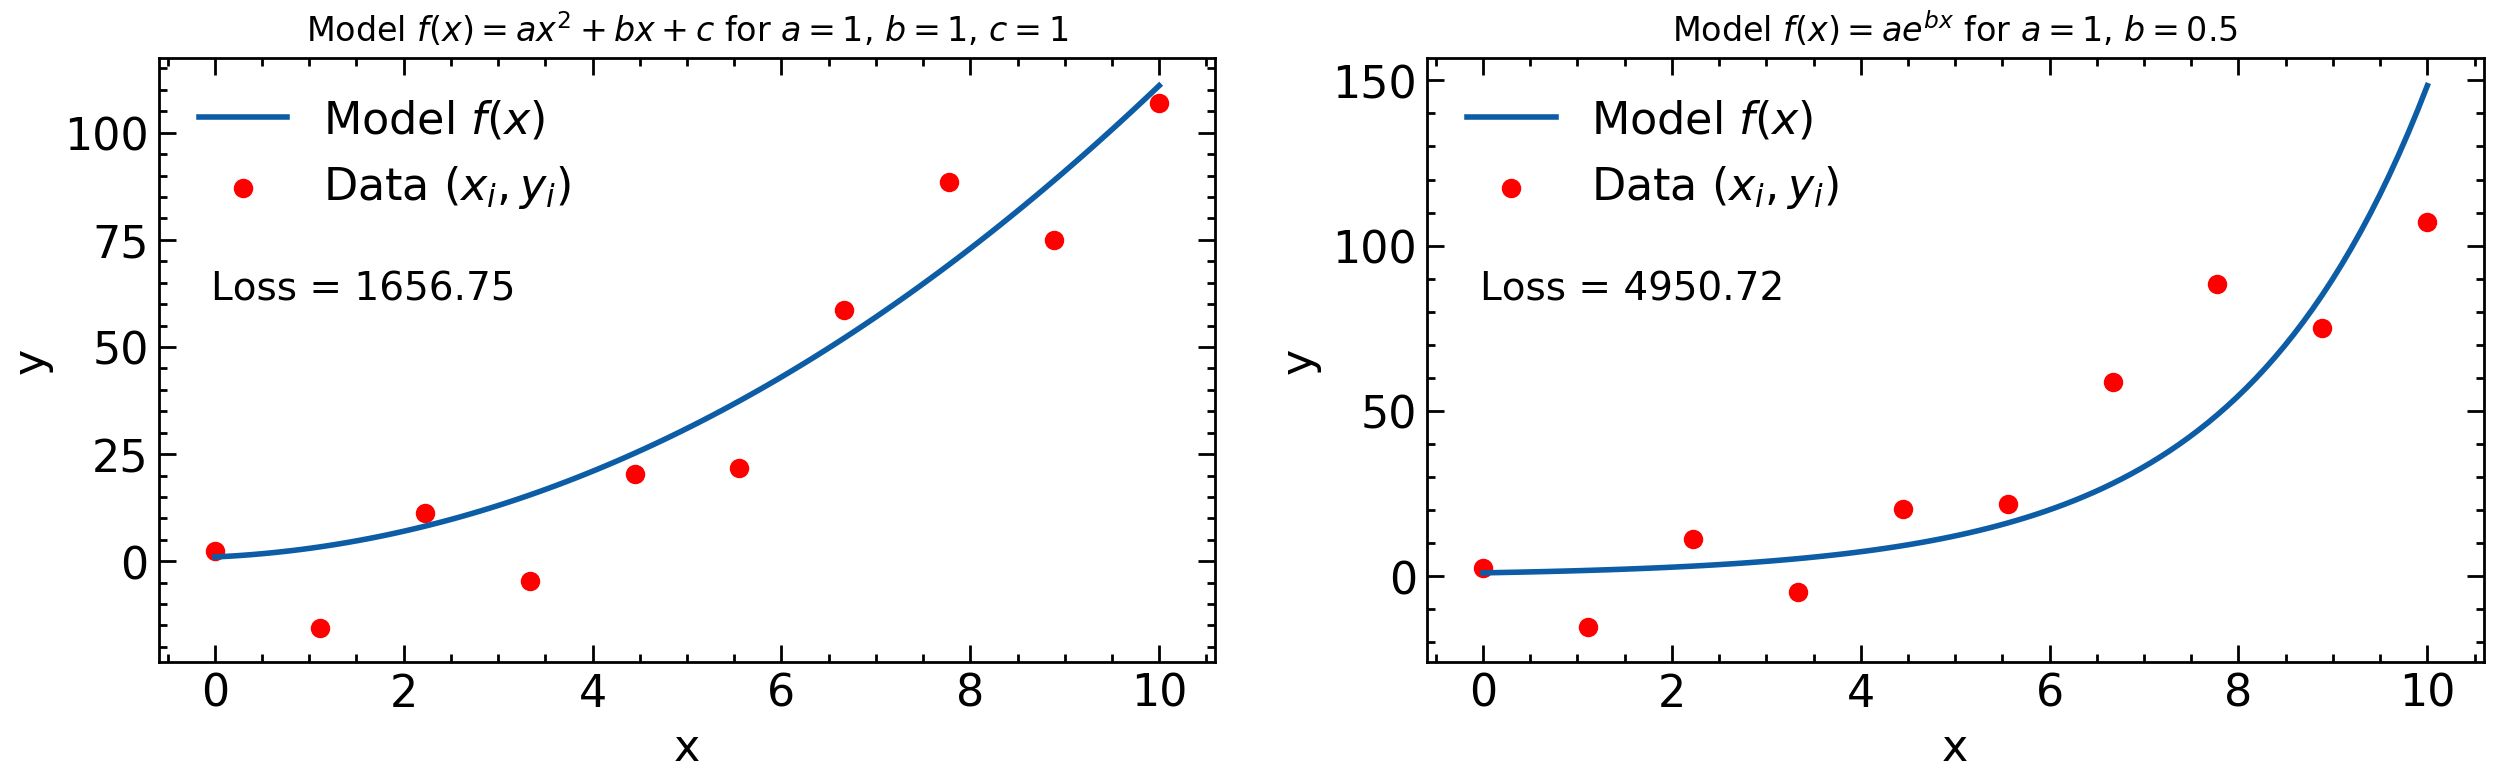 Model f(x) = ax² + bx + c for a = 1, b = 1, c = 1
Model f(x)
Data (xᵢ, yᵢ)
Loss = 1656.75
100
75
50
25
0
y
0 2 4 6 8 10
x
Model f(x) = aeᵇˣ for a = 1, b = 0.5
Model f(x)
Data (xᵢ, yᵢ)
Loss = 4950.72
150
100
50
0
y
0 2 4 6 8 10
x